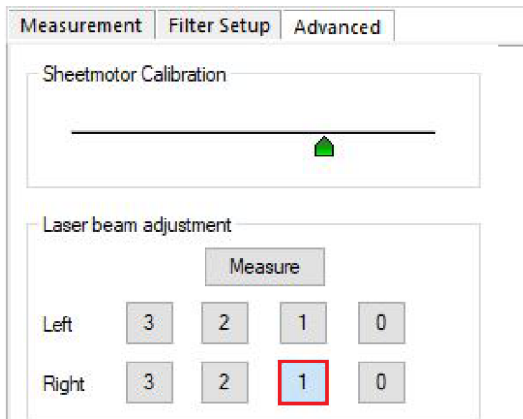 Measurement Filter Setup Advanced
Sheetmotor Calibration
Laser beam adjustment
Measure
Left 3 2 1 0
Right 3 2 1 0